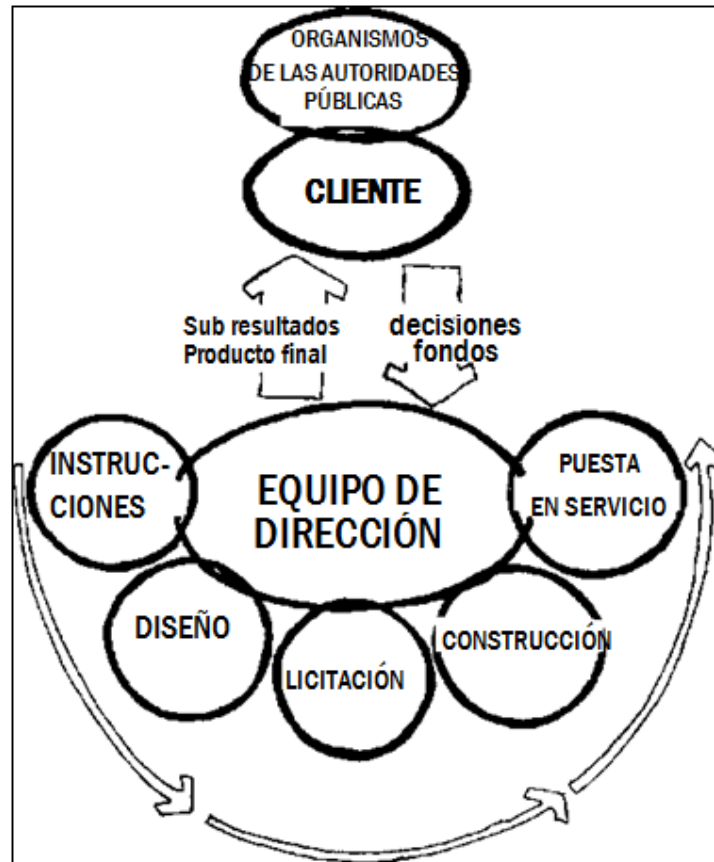 ORGANISMOS
DE LAS AUTORIDADES
PÚBLICAS
CLIENTE
Sub resultados
Producto final
decisiones
fondos
INSTRUC-
CIONES
EQUIPO DE
DIRECCIÓN
PUESTA
EN SERVICIO
DISEÑO
LICITACIÓN
CONSTRUCCIÓN